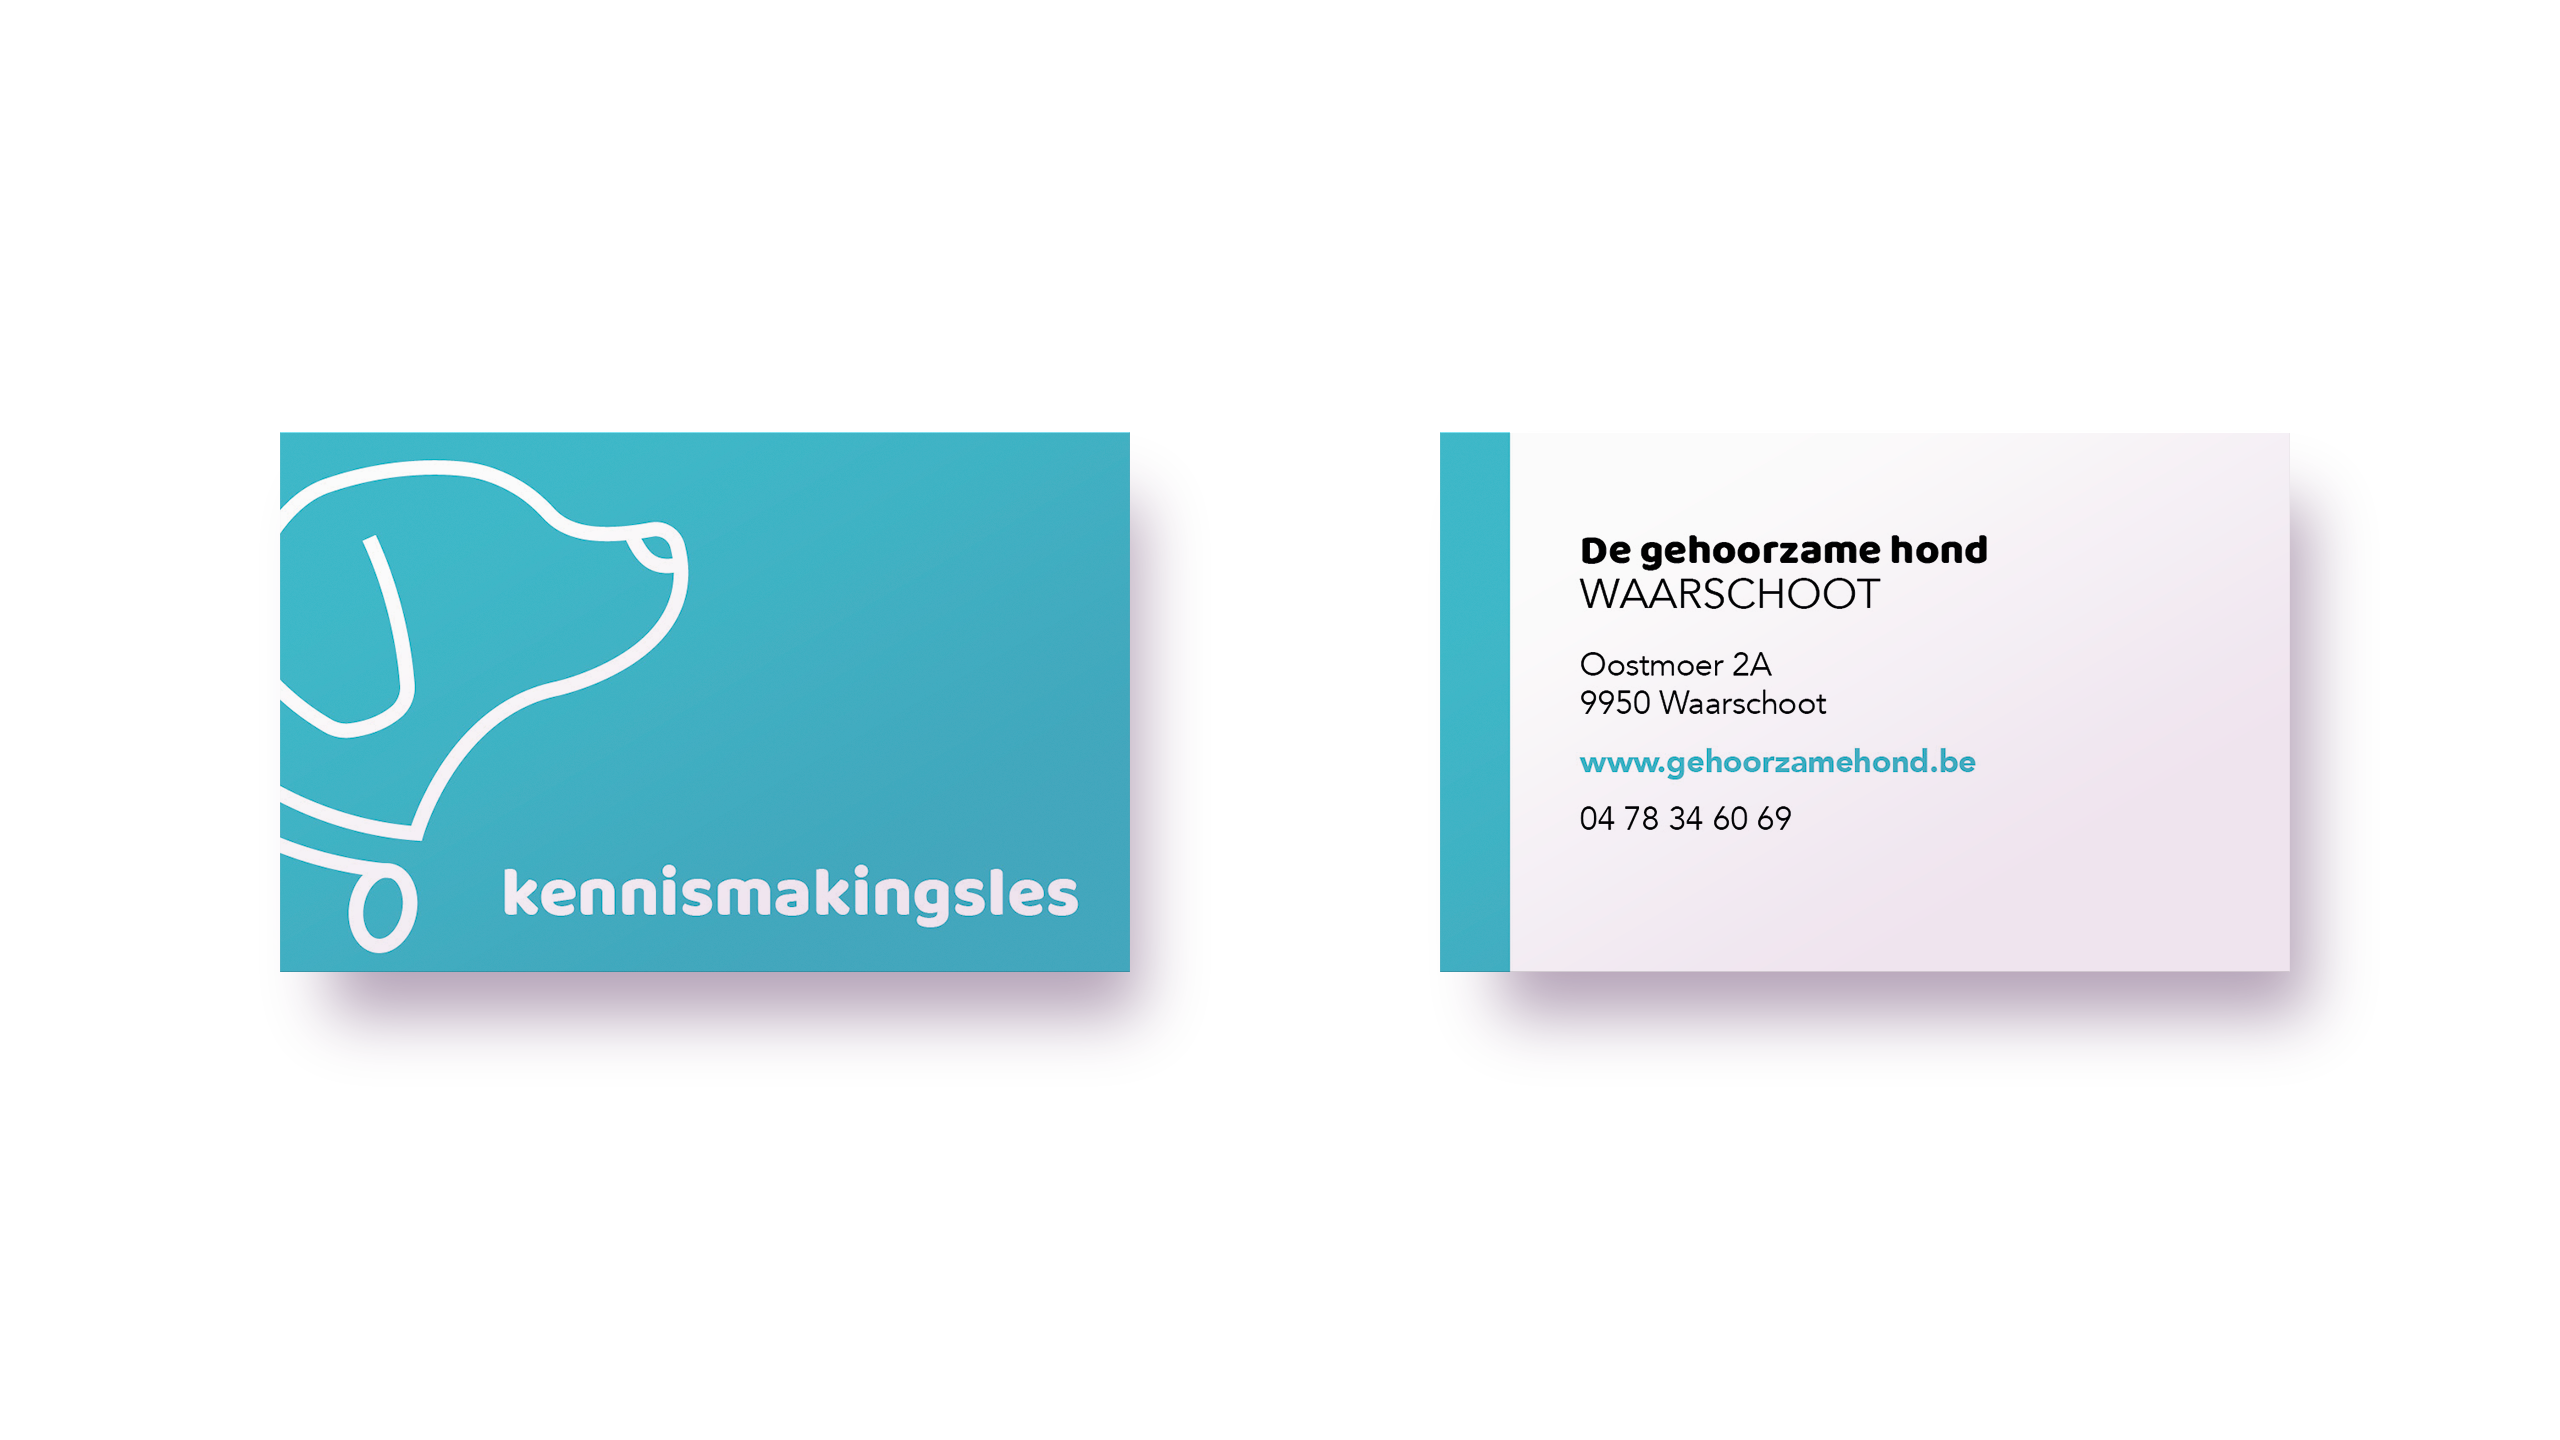 kennismakingsles
De gehoorzame hond
WAARSCHOOT
Oostmoer 2A
9950 Waarschoot
www.gehoorzamehond.be
04 78 34 60 69